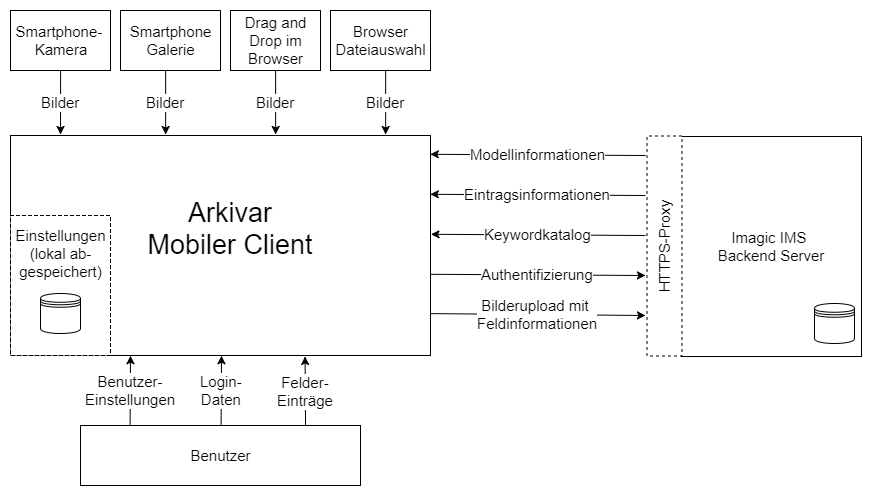 Smartphone-
Kamera
Smartphone
Galerie
Drag and
Drop im
Browser
Browser
Dateiauswahl
Bilder
Bilder
Bilder
Bilder
Arkivar
Mobiler Client
Einstellungen
(lokal ab-
gespeichert)
Modellinformationen
Eintragsinformationen
Keywordkatalog
Authentifizierung
Bilderupload mit
Feldinformationen
HTTPS-Proxy
Imagic IMS
Backend Server
Benutzer-
Einstellungen
Login-
Daten
Felder-
Einträge
Benutzer